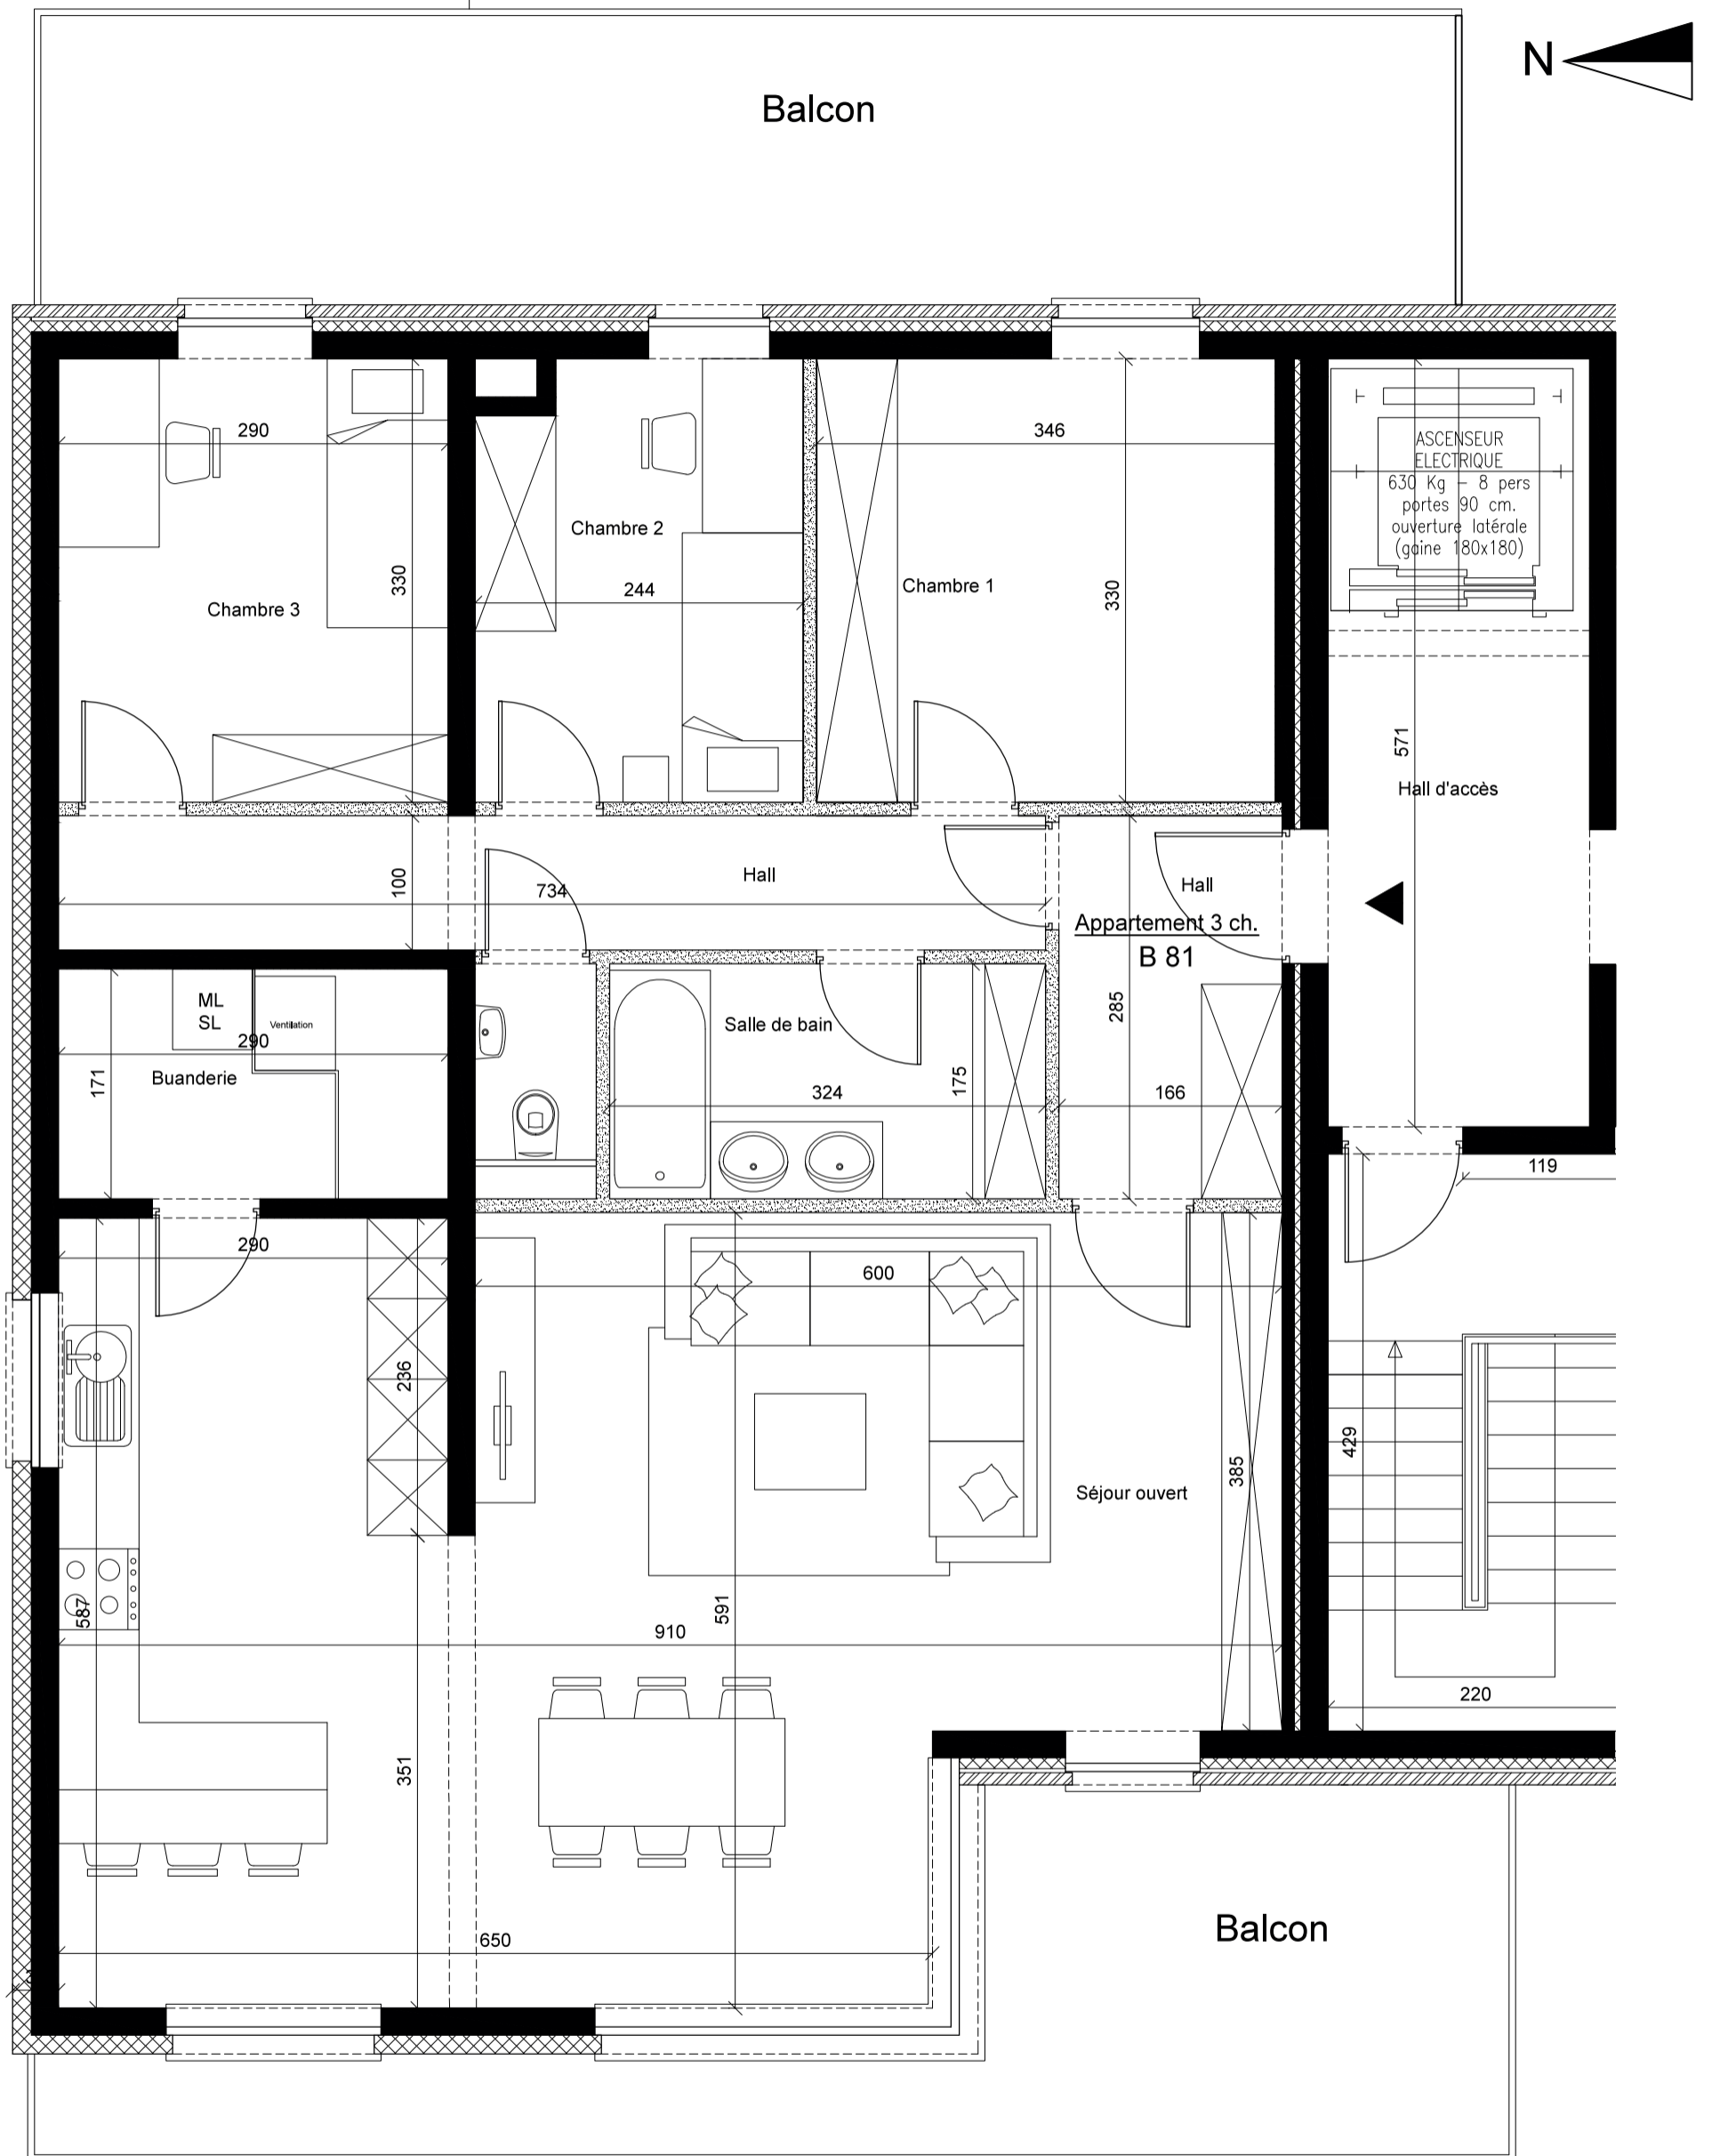 N
Balcon
290
346
ASCENSEUR
ELECTRIQUE
630 Kg – 8 pers
portes 90 cm.
ouverture latérale
(gaine 180x180)
Chambre 2
330
244
Chambre 1
330
Chambre 3
571
Hall d'accès
100
734
Hall
Hall
Appartement 3 ch.
B 81
ML
SL
Ventilation
290
Buanderie
171
Salle de bain
324
175
285
166
119
290
600
236
429
385
Séjour ouvert
587
591
910
220
351
650
Balcon